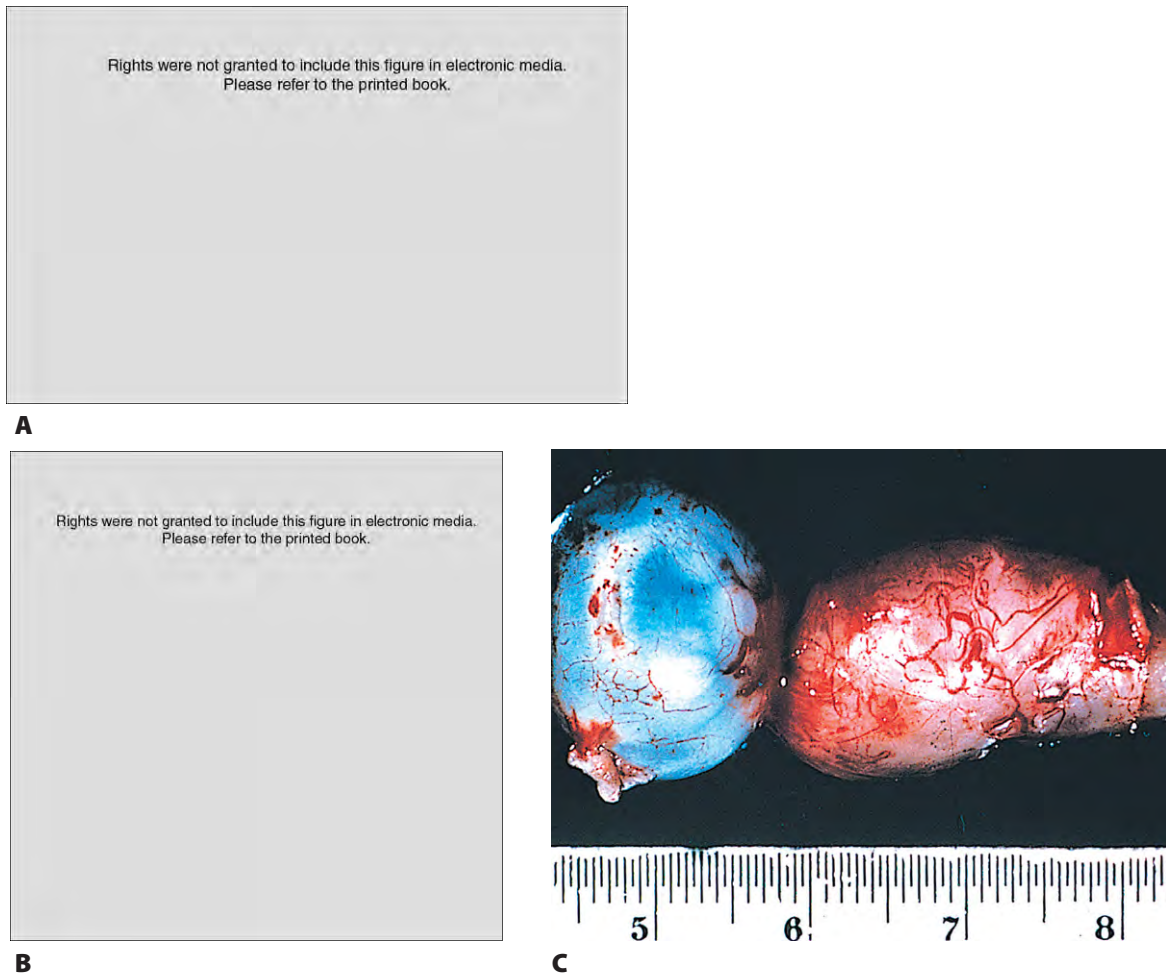 Rights were not granted to include this figure in electronic media.
Please refer to the printed book.
A
Rights were not granted to include this figure in electronic media.
Please refer to the printed book.
B
5 6 7 8
C